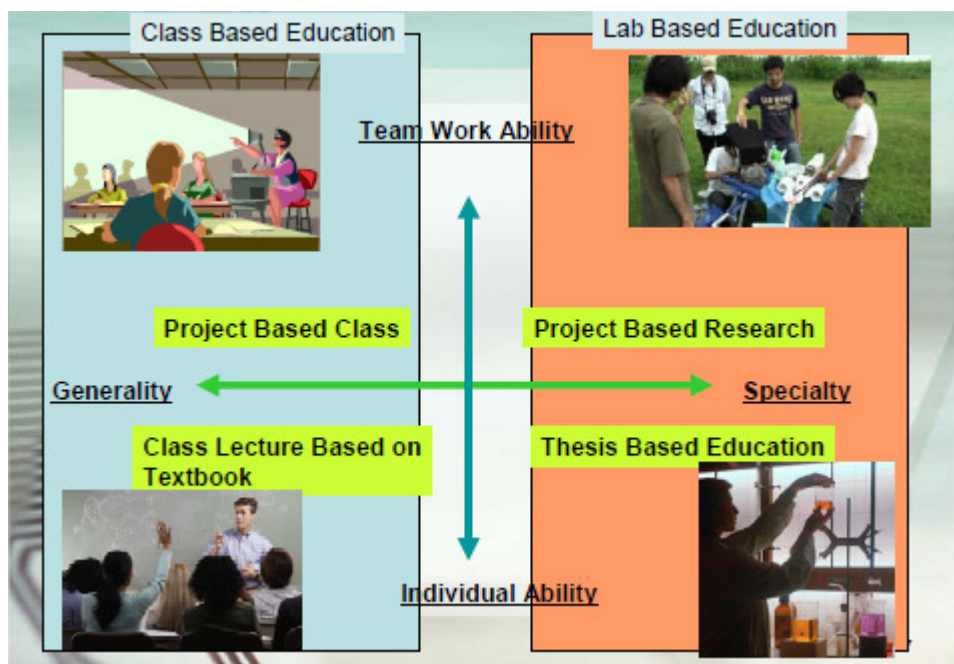 Class Based Education
Lab Based Education
Team Work Ability
Project Based Class
Project Based Research
Generality
Specialty
Class Lecture Based on
Textbook
Thesis Based Education
Individual Ability